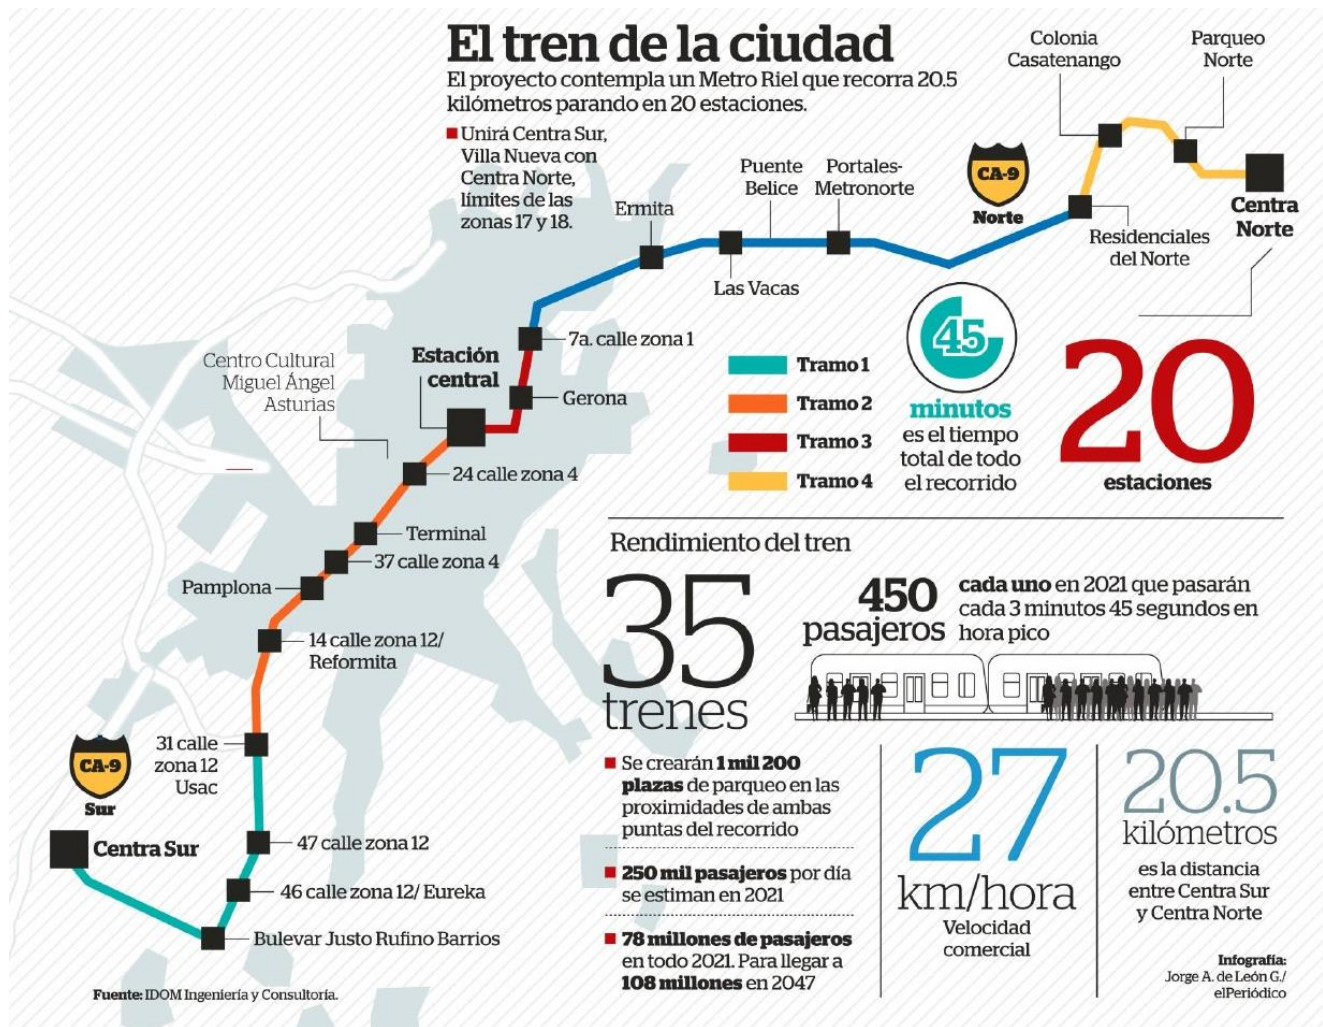 El tren de la ciudad
El proyecto contempla un Metro Riel que recorra 20.5
kilómetros parando en 20 estaciones.
Unirá Centra Sur,
Villa Nueva con
Centra Norte,
límites de las
zonas 17 y 18.
Colonia
Casatenango
Parqueo
Norte
CA-9
Norte
Centra
Norte
Residenciales
del Norte
Puente
Belice
Portales-
Metronorte
Ermita
Las Vacas
7a. calle zona 1
Estación
central
Gerona
Centro Cultural
Miguel Ángel
Asturias
24 calle zona 4
Terminal
37 calle zona 4
Pamplona
14 calle zona 12/
Reformita
31 calle
zona 12
Usac
CA-9
Sur
Centra Sur
47 calle zona 12
46 calle zona 12/ Eureka
Bulevar Justo Rufino Barrios
Fuente: IDOM Ingeniería y Consultoría.
Tramo 1
Tramo 2
Tramo 3
Tramo 4
45
minutos
es el tiempo
total de todo
el recorrido
20
estaciones
Rendimiento del tren
35
trenes
450
pasajeros
cada uno en 2021 que pasarán
cada 3 minutos 45 segundos en
hora pico
Se crearán 1 mil 200
plazas de parqueo en las
proximidades de ambas
puntas del recorrido
250 mil pasajeros por día
se estiman en 2021
78 millones de pasajeros
en todo 2021. Para llegar a
108 millones en 2047
27
km/hora
Velocidad
comercial
20.5
kilómetros
es la distancia
entre Centra Sur
y Centra Norte
Infografía:
Jorge A. de León G./
elPeriódico